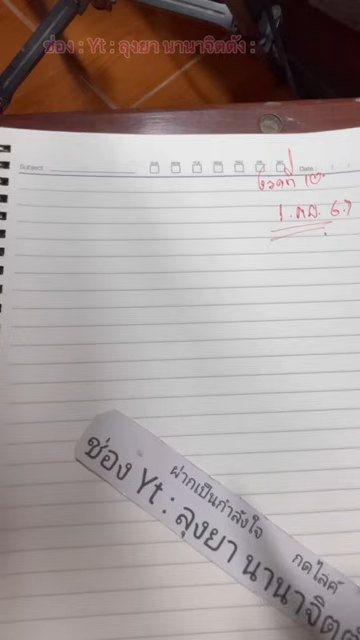 ช่อง : Yt : ลุงยา นานาจิตตัง :
Subject
Date :
งวดที่ 1
1. กย. 67
ฝากเป็นกำลังใจ กดไลค์
ช่อง Yt : ลุงยา นานาจิตตั